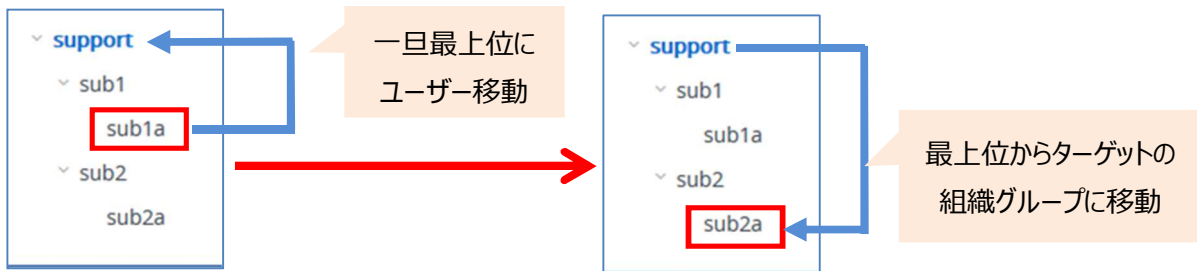 support
sub1
sub1a
sub2
sub2a
一旦最上位に
ユーザー移動
support
sub1
sub1a
sub2
sub2a
最上位からターゲットの
組織グループに移動